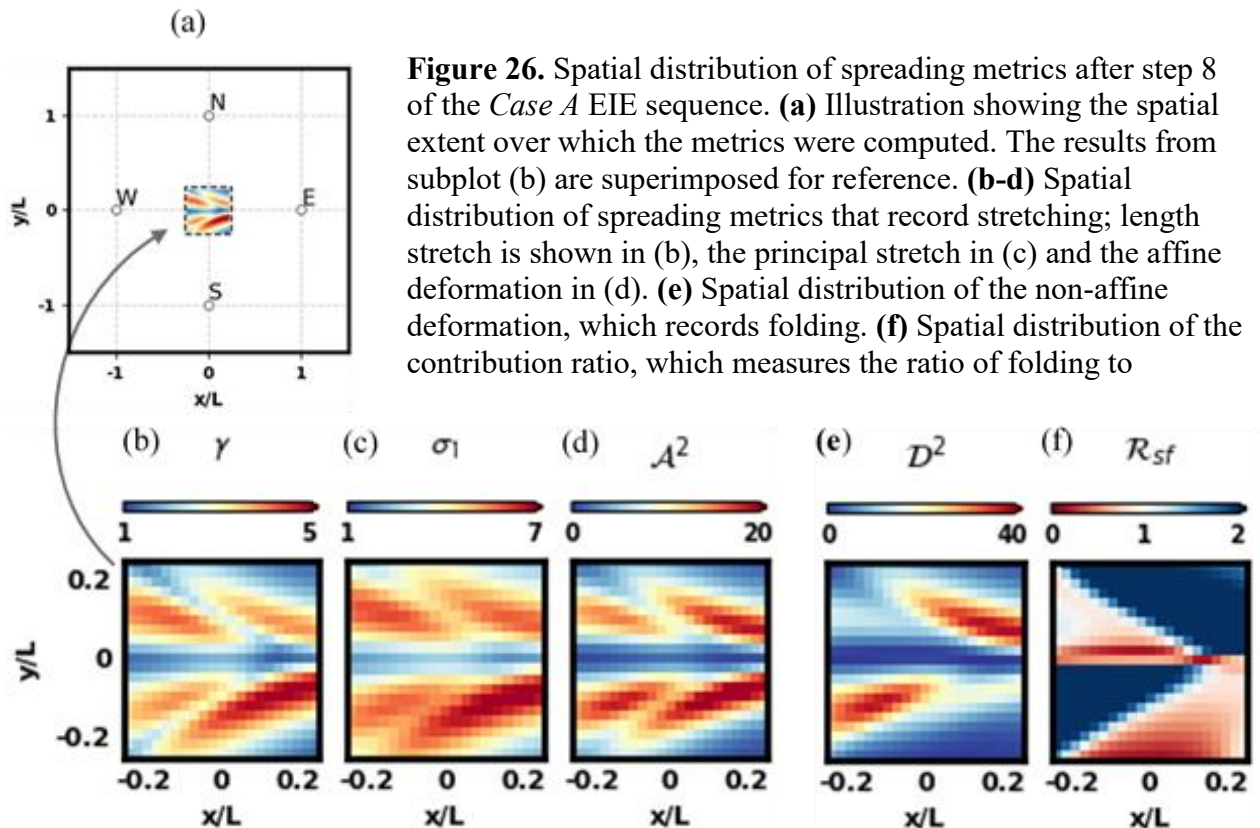 (a)
N
1
W
E
y/L
0
S
-1
-1
0
1
x/L
Figure 26. Spatial distribution of spreading metrics after step 8
of the Case A EIE sequence. (a) Illustration showing the spatial
extent over which the metrics were computed. The results from
subplot (b) are superimposed for reference. (b-d) Spatial
distribution of spreading metrics that record stretching; length
stretch is shown in (b), the principal stretch in (c) and the affine
deformation in (d). (e) Spatial distribution of the non-affine
deformation, which records folding. (f) Spatial distribution of the
contribution ratio, which measures the ratio of folding to
(b) γ (c) σ₁ (d) 𝒜² (e) 𝒟² (f) ℛsf
1 5 1 7 0 20 0 40 0 1 2
0.2
0
-0.2
y/L
-0.2 0 0.2 -0.2 0 0.2 -0.2 0 0.2 -0.2 0 0.2 -0.2 0 0.2
x/L x/L x/L x/L x/L